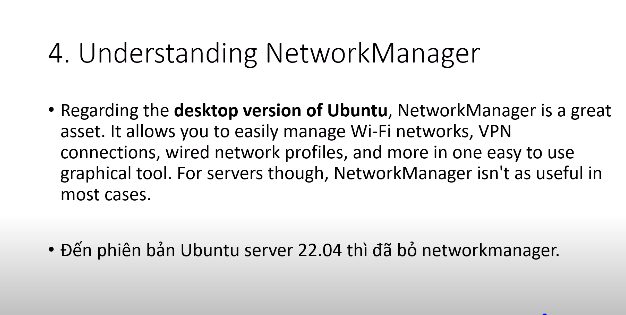 4. Understanding NetworkManager
• Regarding the desktop version of Ubuntu, NetworkManager is a great
asset. It allows you to easily manage Wi-Fi networks, VPN
connections, wired network profiles, and more in one easy to use
graphical tool. For servers though, NetworkManager isn't as useful in
most cases.
• Đến phiên bản Ubuntu server 22.04 thì đã bỏ networkmanager.